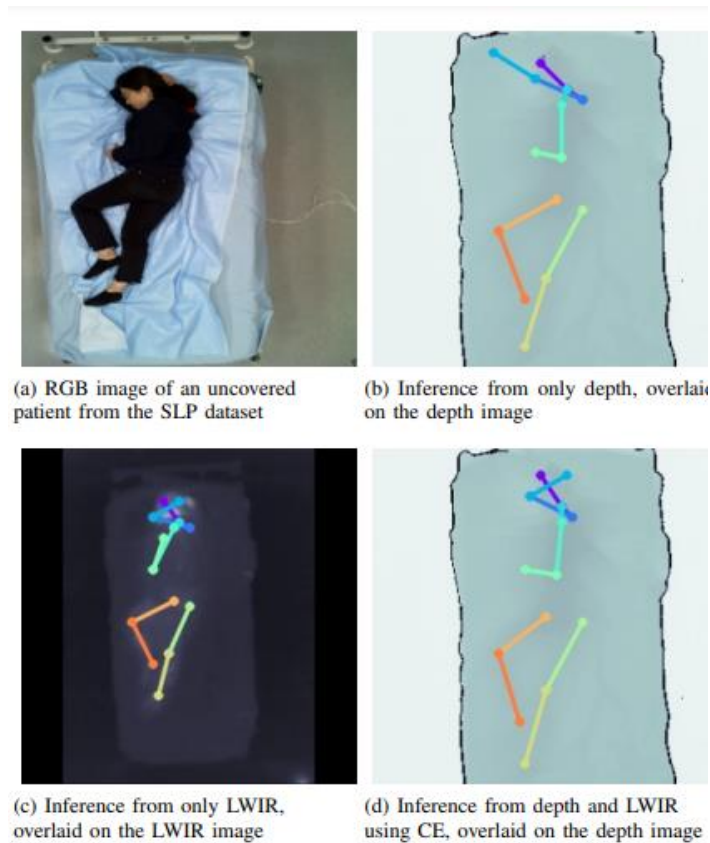 (a) RGB image of an uncovered
patient from the SLP dataset
(b) Inference from only depth, overlaid
on the depth image
(c) Inference from only LWIR,
overlaid on the LWIR image
(d) Inference from depth and LWIR
using CE, overlaid on the depth image